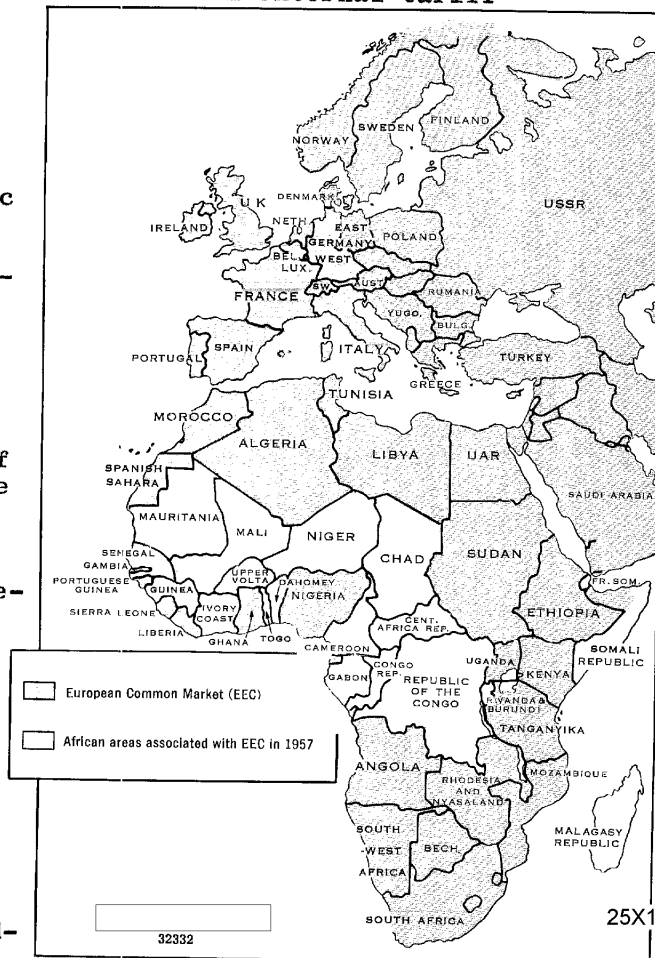 NORWAY
SWEDEN
FINLAND
USSR
UK
IRELAND
DENMARK
NETH
EAST
GERMANY
WEST
POLAND
BEL
LUX.
FRANCE
SW.
AUST
RUMANIA
YUGO.
BULG.
ITALY
PORTUGAL
SPAIN
GREECE
TURKEY
TUNISIA
MOROCCO
ALGERIA
LIBYA
UAR
SPANISH
SAHARA
SAUDI ARABIA
MAURITANIA
MALI
NIGER
CHAD
SUDAN
SENEGAL
GAMBIA
PORTUGUESE
GUINEA
GUINEA
UPPER
VOLTA
DAHOMEY
NIGERIA
FR. SOM.
ETHIOPIA
SIERRA LEONE
IVORY
COAST
LIBERIA
GHANA
TOGO
CENT.
AFRICA REP.
CAMEROON
SOMALI
REPUBLIC
UGANDA
KENYA
GABON
CONGO
REP.
REPUBLIC
OF THE
CONGO
RWANDA &
BURUNDI
TANGANYIKA
European Common Market (EEC)
African areas associated with EEC in 1957
ANGOLA
RHODESIA
AND
NYASALAND
MOZAMBIQUE
SOUTH
-WEST
AFRICA
BECH.
MALAGASY
REPUBLIC
SOUTH AFRICA
25X1
32332